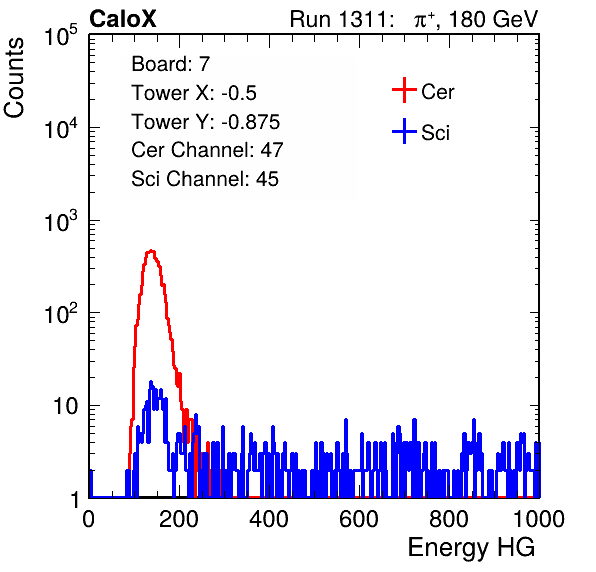 CaloX Run 1311: π⁺, 180 GeV
Board: 7
Tower X: -0.5
Tower Y: -0.875
Cer Channel: 47
Sci Channel: 45
Cer
Sci
Counts
10⁵
10⁴
10³
10²
10
1
0 200 400 600 800 1000
Energy HG